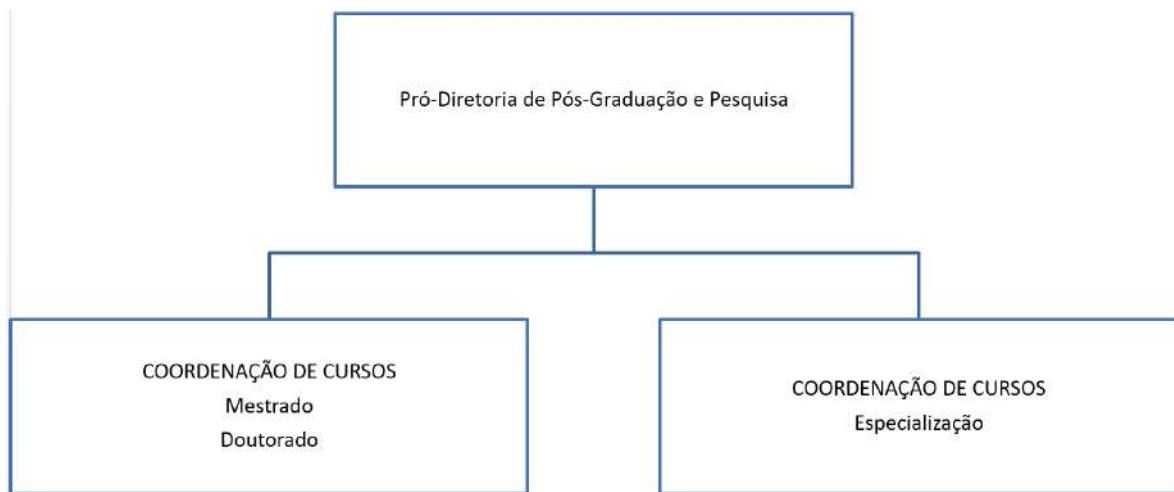 Pró-Diretoria de Pós-Graduação e Pesquisa
COORDENAÇÃO DE CURSOS
Mestrado
Doutorado
COORDENAÇÃO DE CURSOS
Especialização